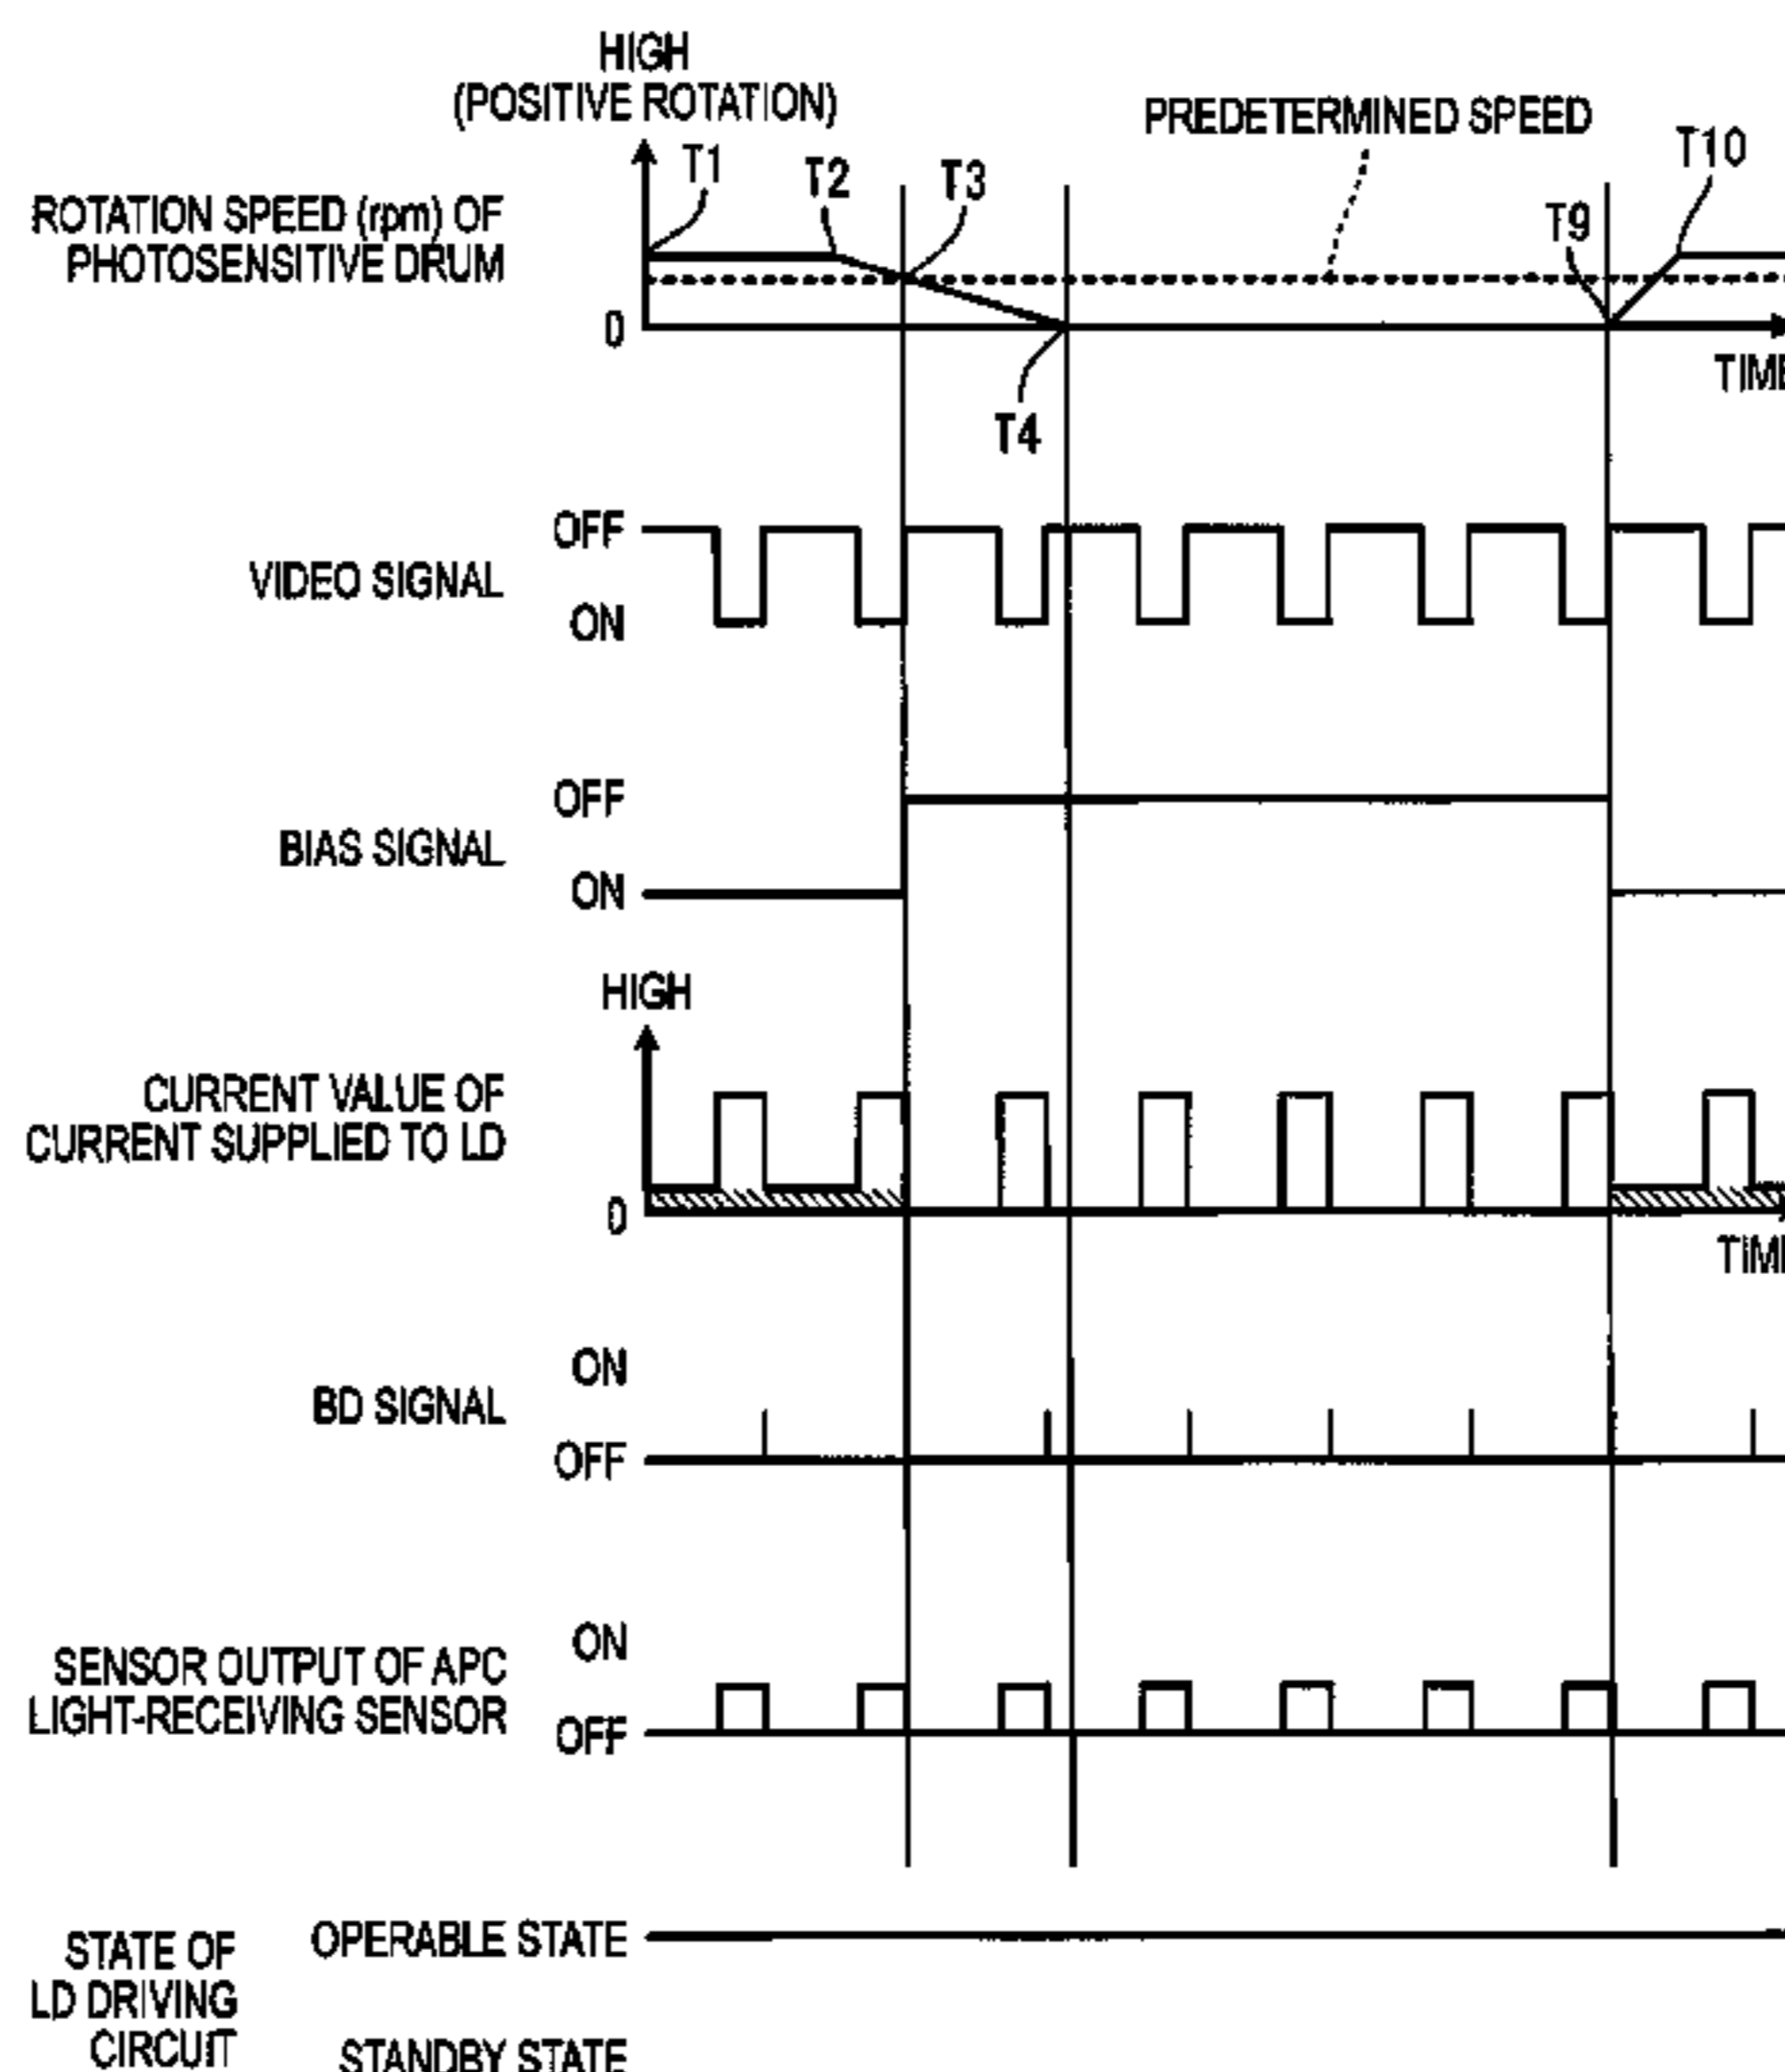 HIGH
(POSITIVE ROTATION)
PREDETERMINED SPEED
T1
T2
T3
T9
T10
ROTATION SPEED (rpm) OF
PHOTOSENSITIVE DRUM
0
TIME
T4
OFF
VIDEO SIGNAL
ON
OFF
BIAS SIGNAL
ON
HIGH
CURRENT VALUE OF
CURRENT SUPPLIED TO LD
0
TIME
ON
BD SIGNAL
OFF
ON
SENSOR OUTPUT OF APC
LIGHT-RECEIVING SENSOR
OFF
STATE OF
LD DRIVING
CIRCUIT
OPERABLE STATE
STANDBY STATE